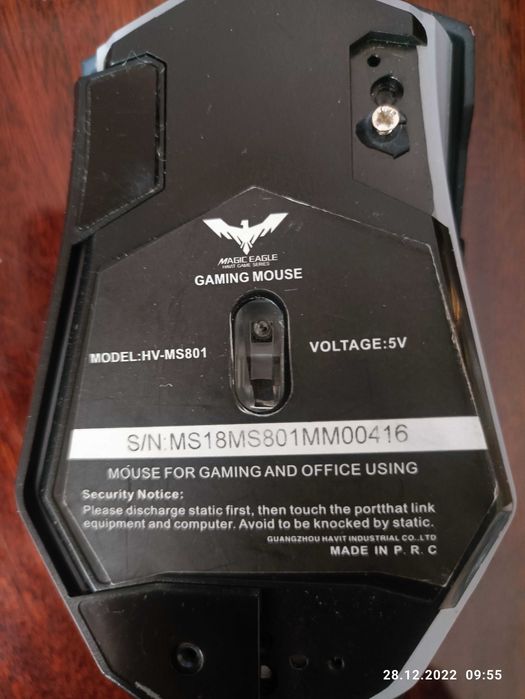 MAGIC EAGLE
HAVIT GAME SERIES
GAMING MOUSE
MODEL:HV-MS801
VOLTAGE:5V
S/N:MS18MS801MM00416
MOUSE FOR GAMING AND OFFICE USING
Security Notice:
Please discharge static first, then touch the portthat link
equipment and computer. Avoid to be knocked by static.
GUANGZHOU HAVIT INDUSTRIAL CO.,LTD
MADE IN P. R. C
28.12.2022 09:55